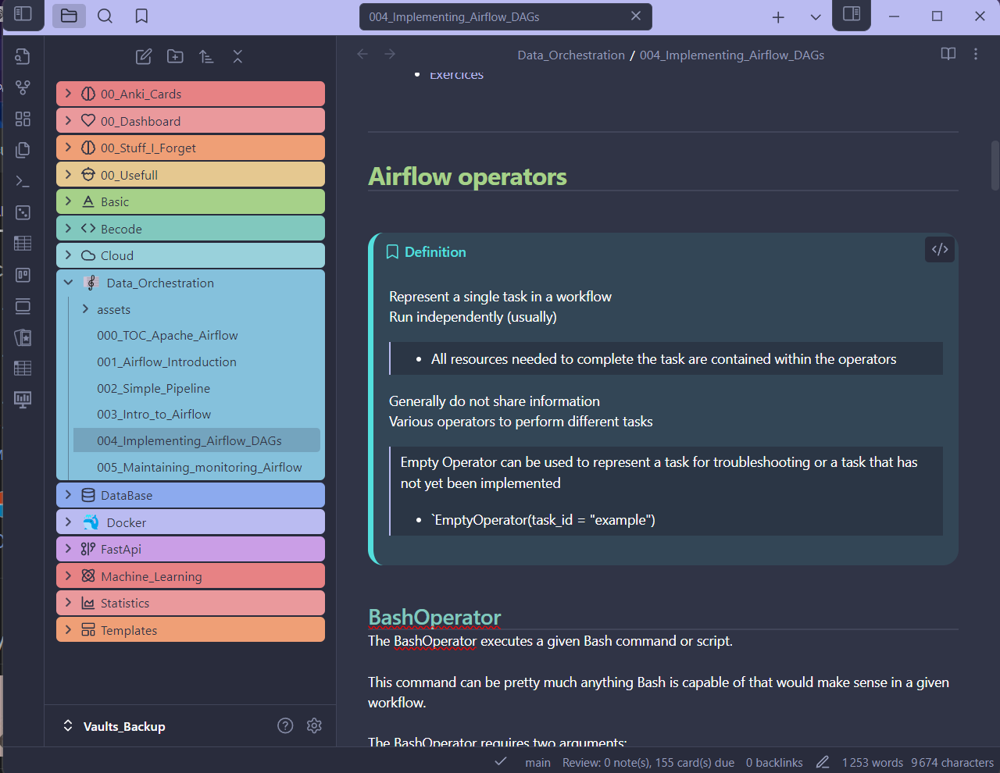 004_Implementing_Airflow_DAGs
Data_Orchestration / 004_Implementing_Airflow_DAGs
00_Anki_Cards
00_Dashboard
00_Stuff_I_Forget
00_Usefull
Basic
Becode
Cloud
Data_Orchestration
assets
000_TOC_Apache_Airflow
001_Airflow_Introduction
002_Simple_Pipeline
003_Intro_to_Airflow
004_Implementing_Airflow_DAGs
005_Maintaining_monitoring_Airflow
DataBase
Docker
FastApi
Machine_Learning
Statistics
Templates
Vaults_Backup
• Exercices
Airflow operators
Definition
Represent a single task in a workflow
Run independently (usually)
• All resources needed to complete the task are contained within the operators
Generally do not share information
Various operators to perform different tasks
Empty Operator can be used to represent a task for troubleshooting or a task that has
not yet been implemented
• `EmptyOperator(task_id = "example")
BashOperator
The BashOperator executes a given Bash command or script.
This command can be pretty much anything Bash is capable of that would make sense in a given
workflow.
The BashOperator requires two arguments:
main Review: 0 note(s), 155 card(s) due 0 backlinks 1 253 words 9 674 characters